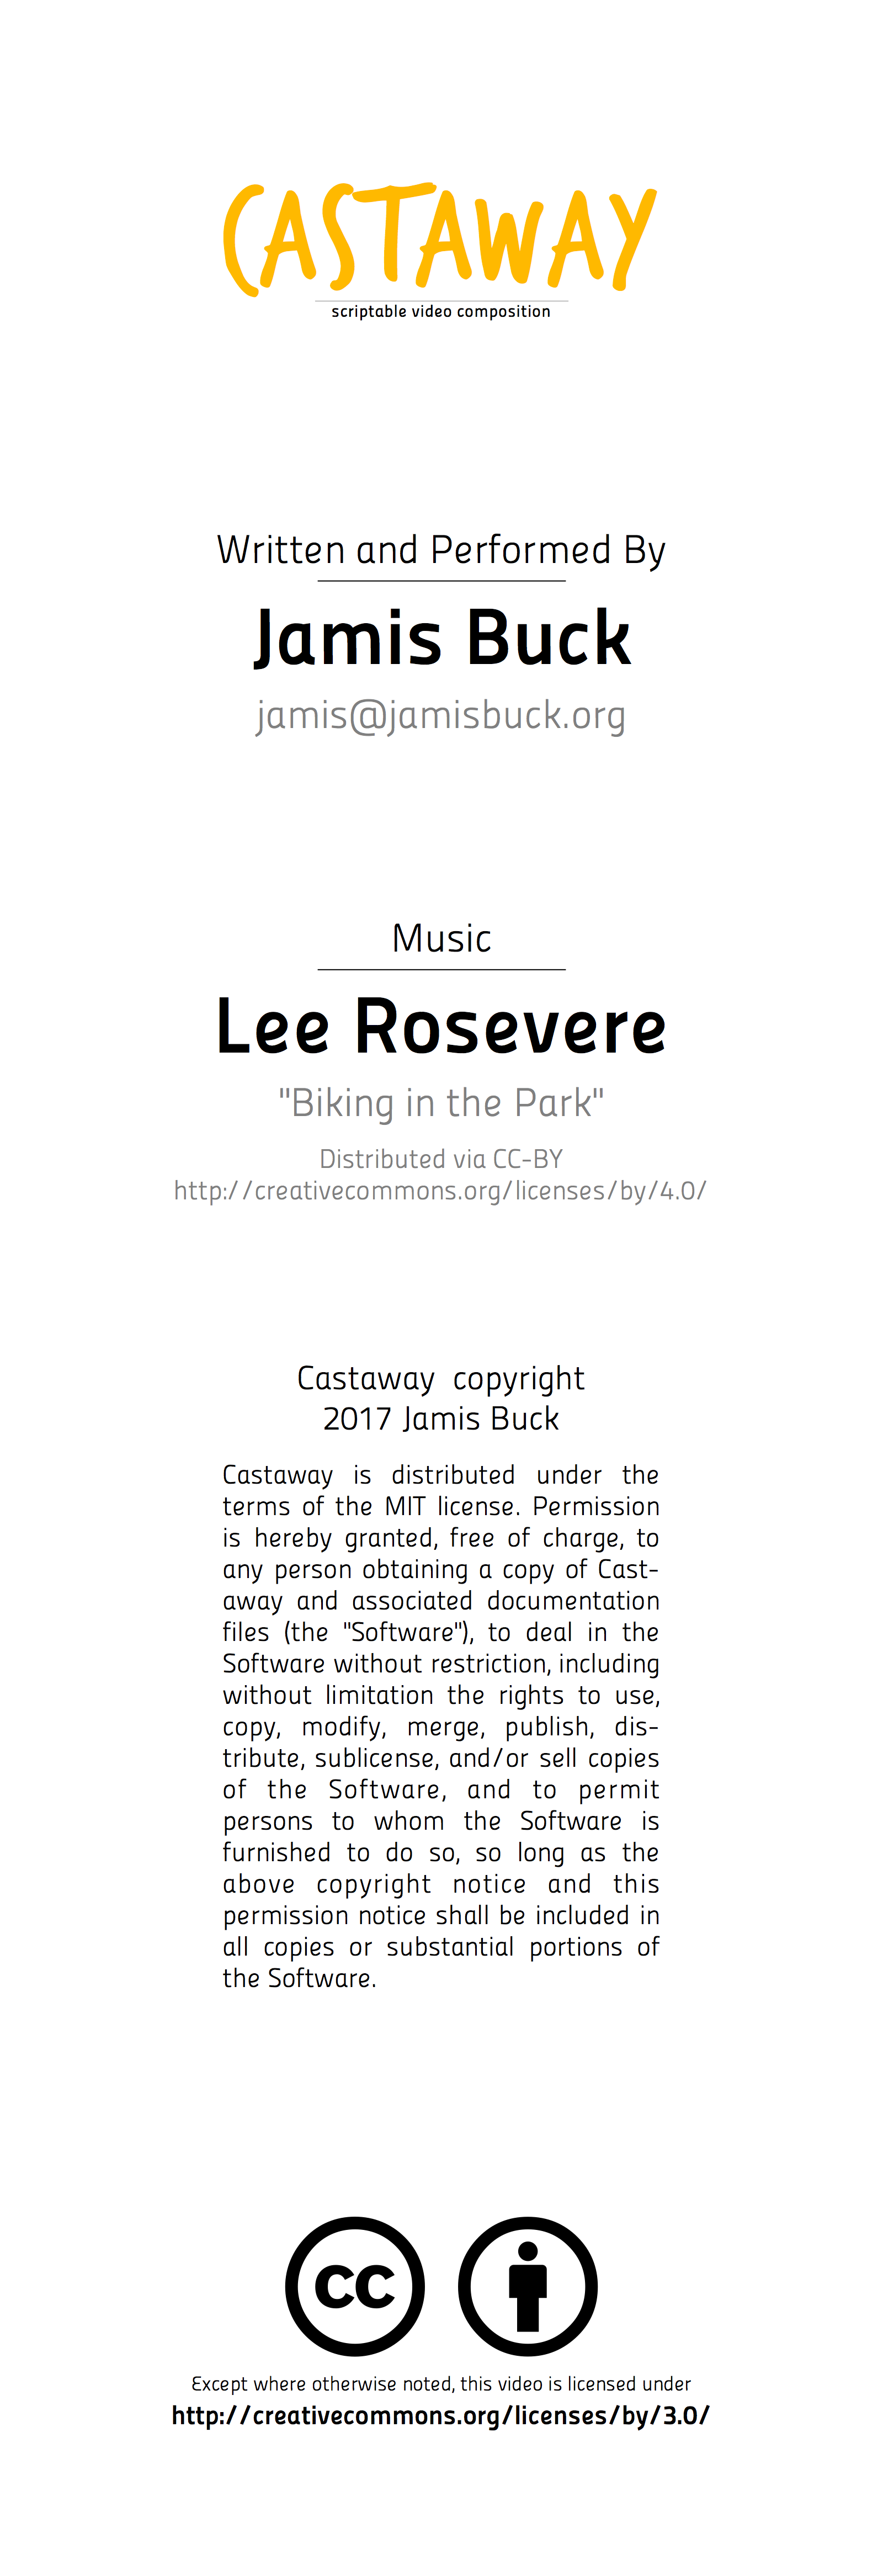 CASTAWAY
scriptable video composition
Written and Performed By
Jamis Buck
jamis@jamisbuck.org
Music
Lee Rosevere
"Biking in the Park"
Distributed via CC-BY
http://creativecommons.org/licenses/by/4.0/
Castaway copyright
2017 Jamis Buck
Castaway is distributed under the
terms of the MIT license. Permission
is hereby granted, free of charge, to
any person obtaining a copy of Cast-
away and associated documentation
files (the "Software"), to deal in the
Software without restriction, including
without limitation the rights to use,
copy, modify, merge, publish, dis-
tribute, sublicense, and/or sell copies
of the Software, and to permit
persons to whom the Software is
furnished to do so, so long as the
above copyright notice and this
permission notice shall be included in
all copies or substantial portions of
the Software.
cc
Except where otherwise noted, this video is licensed under
http://creativecommons.org/licenses/by/3.0/